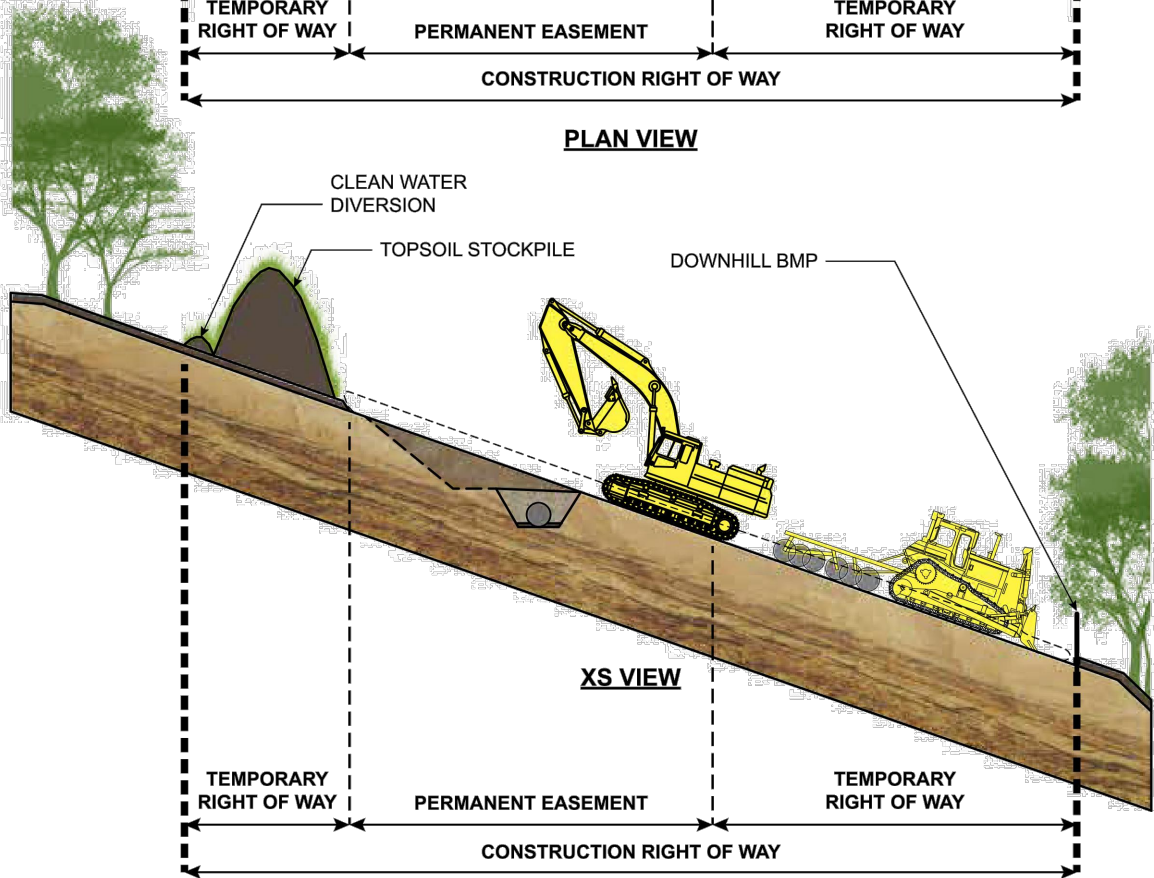 TEMPORARY
RIGHT OF WAY
PERMANENT EASEMENT
TEMPORARY
RIGHT OF WAY
CONSTRUCTION RIGHT OF WAY
PLAN VIEW
CLEAN WATER
DIVERSION
TOPSOIL STOCKPILE
DOWNHILL BMP
XS VIEW
TEMPORARY
RIGHT OF WAY
PERMANENT EASEMENT
TEMPORARY
RIGHT OF WAY
CONSTRUCTION RIGHT OF WAY